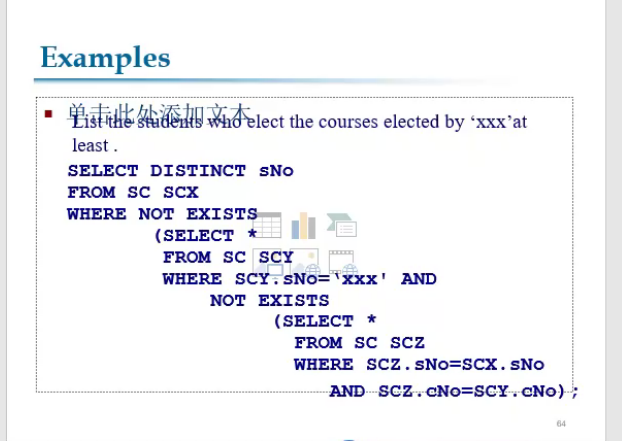 Examples
单击此处添加文本
List the students who elect the courses elected by ‘xxx’at
least .
SELECT DISTINCT sNo
FROM SC SCX
WHERE NOT EXISTS
(SELECT *
FROM SC SCY
WHERE SCY.sNo=‘xxx' AND
NOT EXISTS
(SELECT *
FROM SC SCZ
WHERE SCZ.sNo=SCX.sNo
AND SCZ.cNo=SCY.cNo);
64